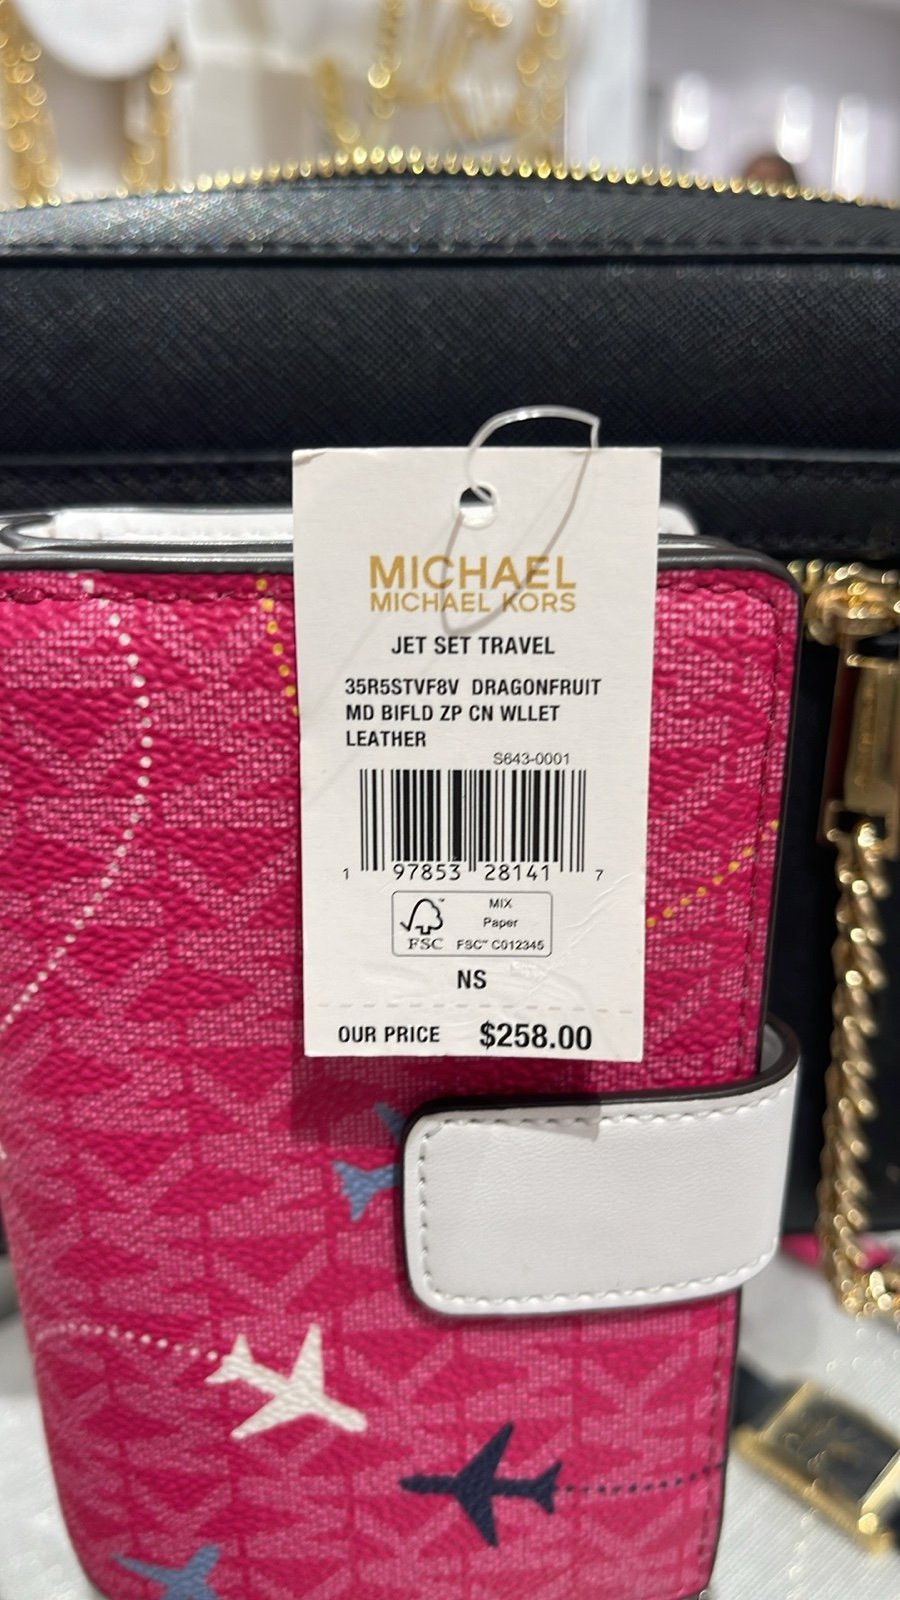 MICHAEL
MICHAEL KORS
JET SET TRAVEL
35R5STVF8V DRAGONFRUIT
MD BIFLD ZP CN WLLET
LEATHER
S643-0001
1 97853 28141 7
FSC
MIX
Paper
FSC™ C012345
NS
OUR PRICE $258.00